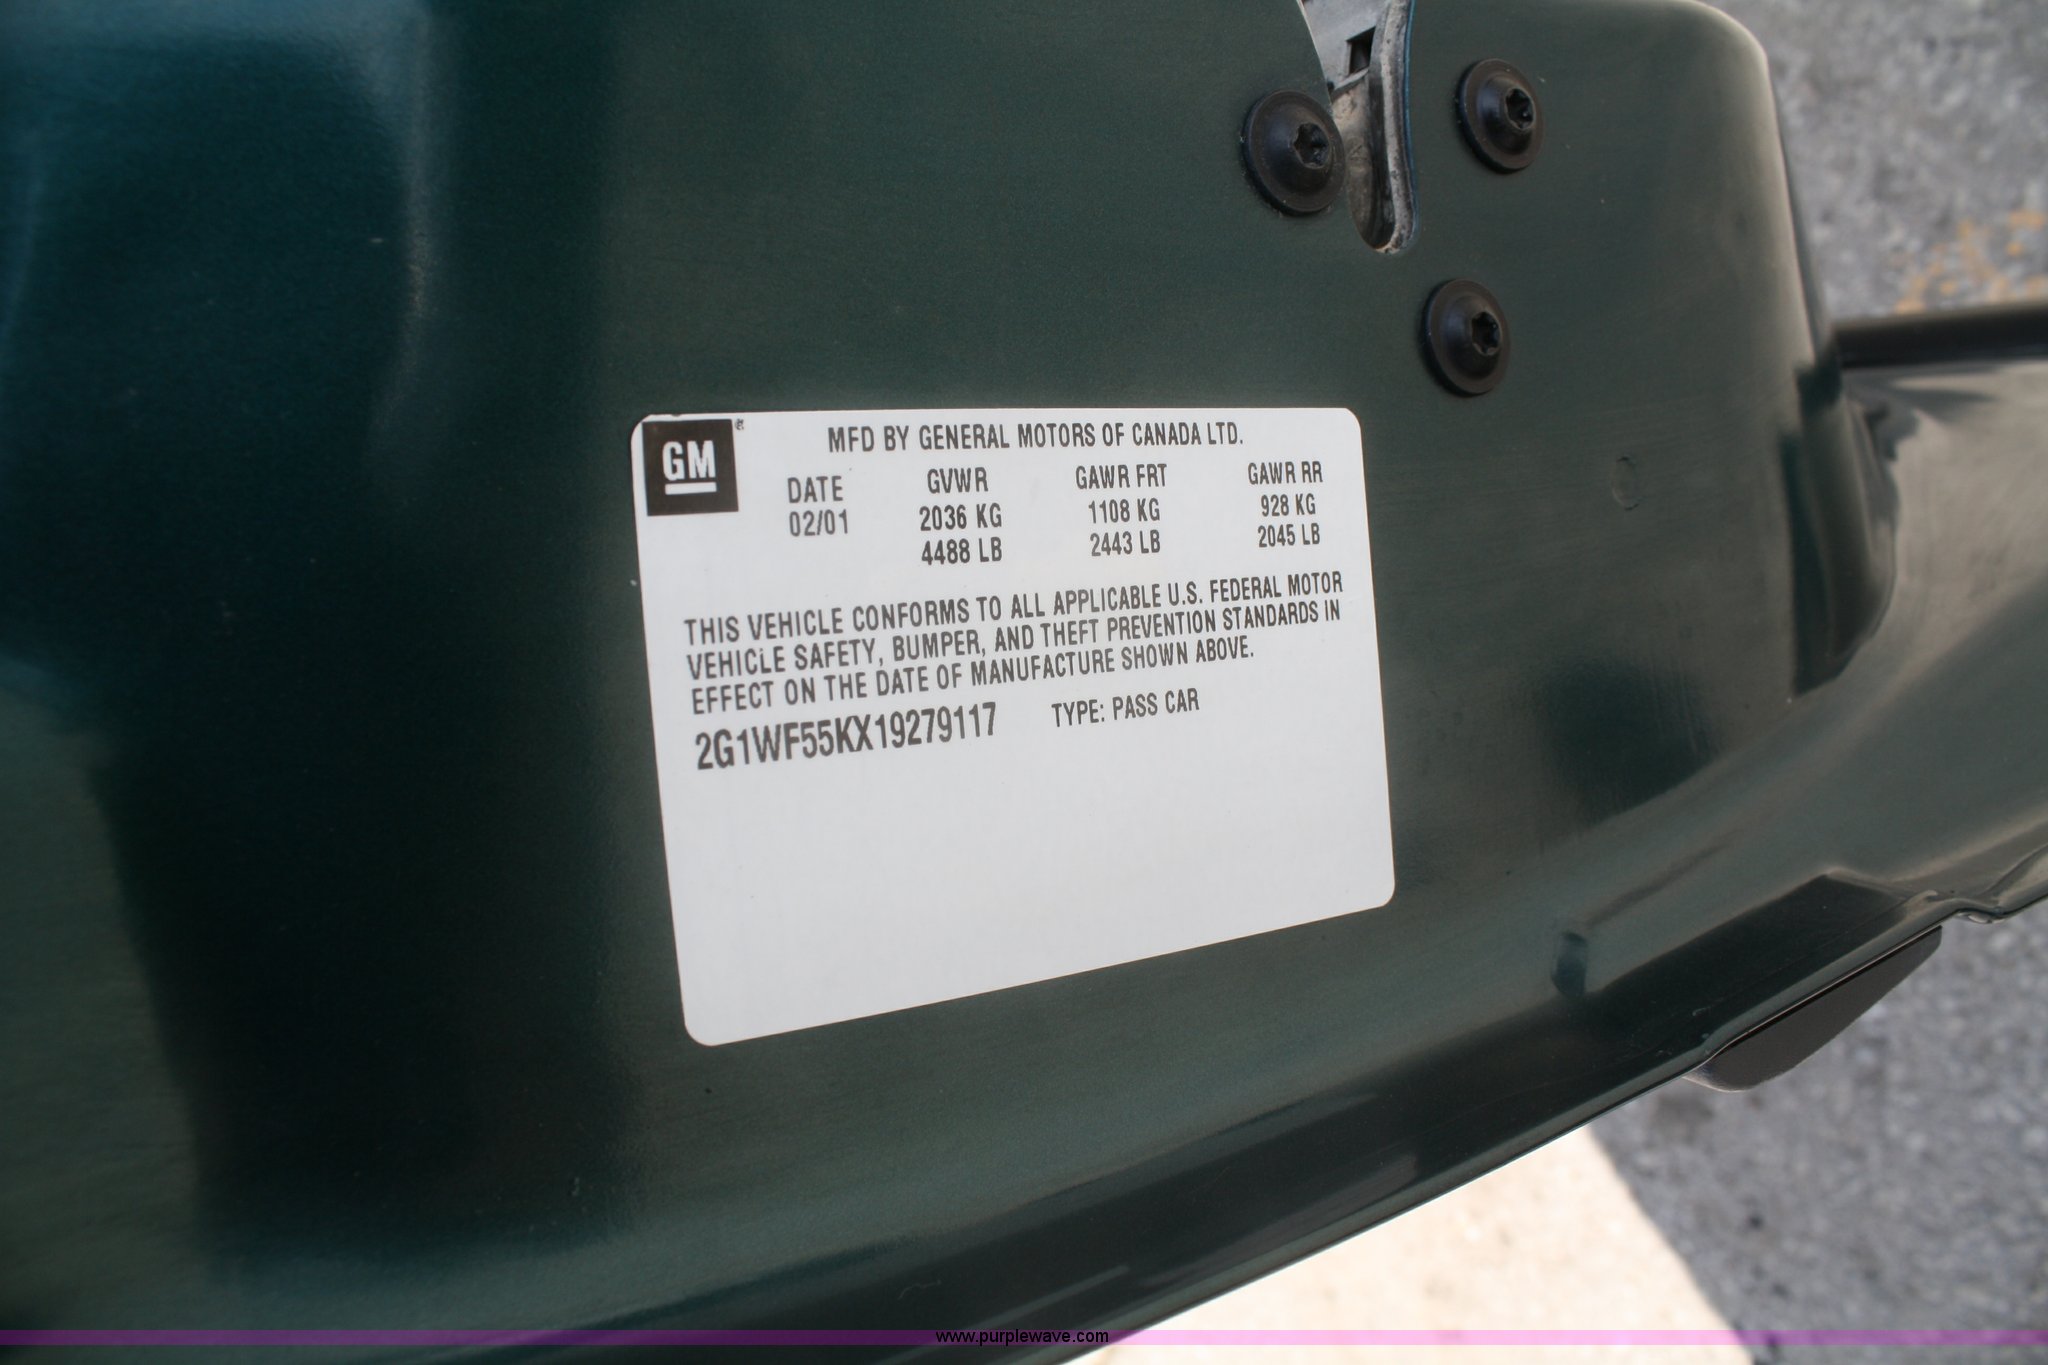 GM
MFD BY GENERAL MOTORS OF CANADA LTD.
DATE GVWR GAWR FRT GAWR RR
02/01 2036 KG 1108 KG 928 KG
4488 LB 2443 LB 2045 LB
THIS VEHICLE CONFORMS TO ALL APPLICABLE U.S. FEDERAL MOTOR
VEHICLE SAFETY, BUMPER, AND THEFT PREVENTION STANDARDS IN
EFFECT ON THE DATE OF MANUFACTURE SHOWN ABOVE.
2G1WF55KX19279117 TYPE: PASS CAR
www.purplewave.com